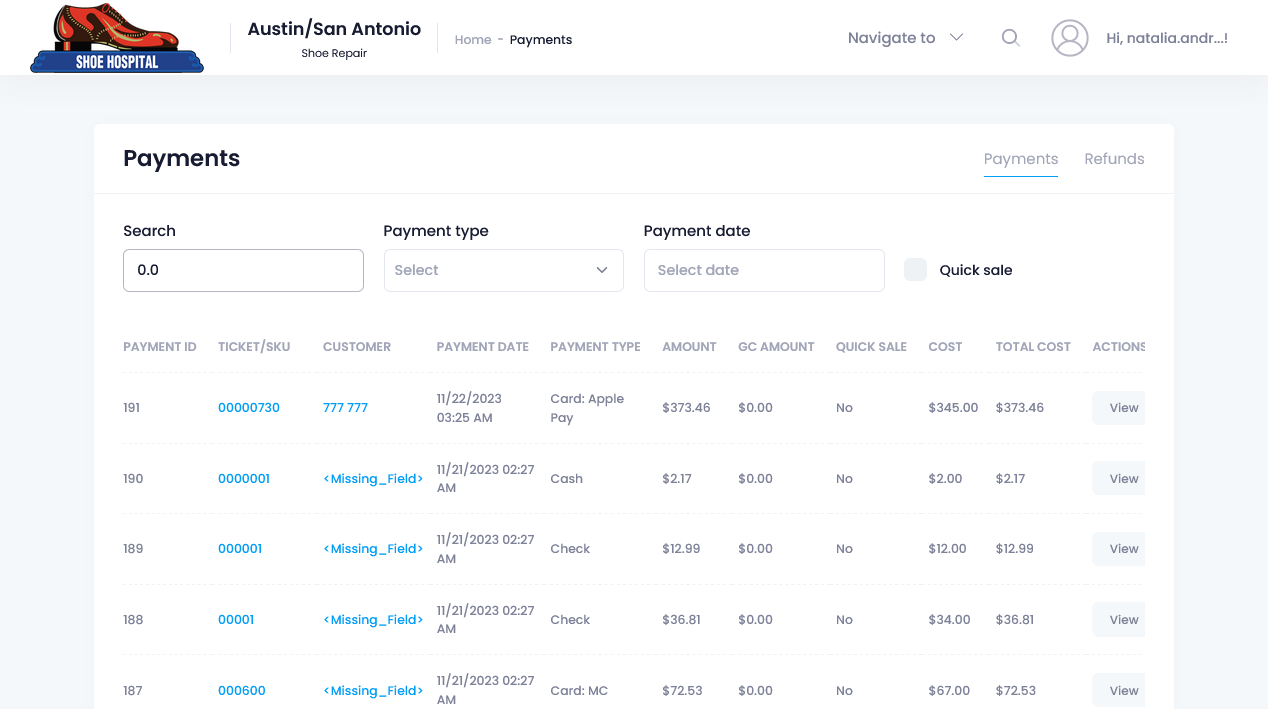 SHOE HOSPITAL
Austin/San Antonio
Shoe Repair
Home - Payments
Navigate to
Hi, natalia.andr...!
Payments
Payments
Refunds
Search
Payment type
Payment date
0.0
Select
Select date
Quick sale
PAYMENT ID TICKET/SKU CUSTOMER PAYMENT DATE PAYMENT TYPE AMOUNT GC AMOUNT QUICK SALE COST TOTAL COST ACTIONS
191 00000730 777 777 11/22/2023 03:25 AM Card: Apple Pay $373.46 $0.00 No $345.00 $373.46 View
190 0000001 <Missing_Field> 11/21/2023 02:27 AM Cash $2.17 $0.00 No $2.00 $2.17 View
189 000001 <Missing_Field> 11/21/2023 02:27 AM Check $12.99 $0.00 No $12.00 $12.99 View
188 00001 <Missing_Field> 11/21/2023 02:27 AM Check $36.81 $0.00 No $34.00 $36.81 View
187 000600 <Missing_Field> 11/21/2023 02:27 AM Card: MC $72.53 $0.00 No $67.00 $72.53 View